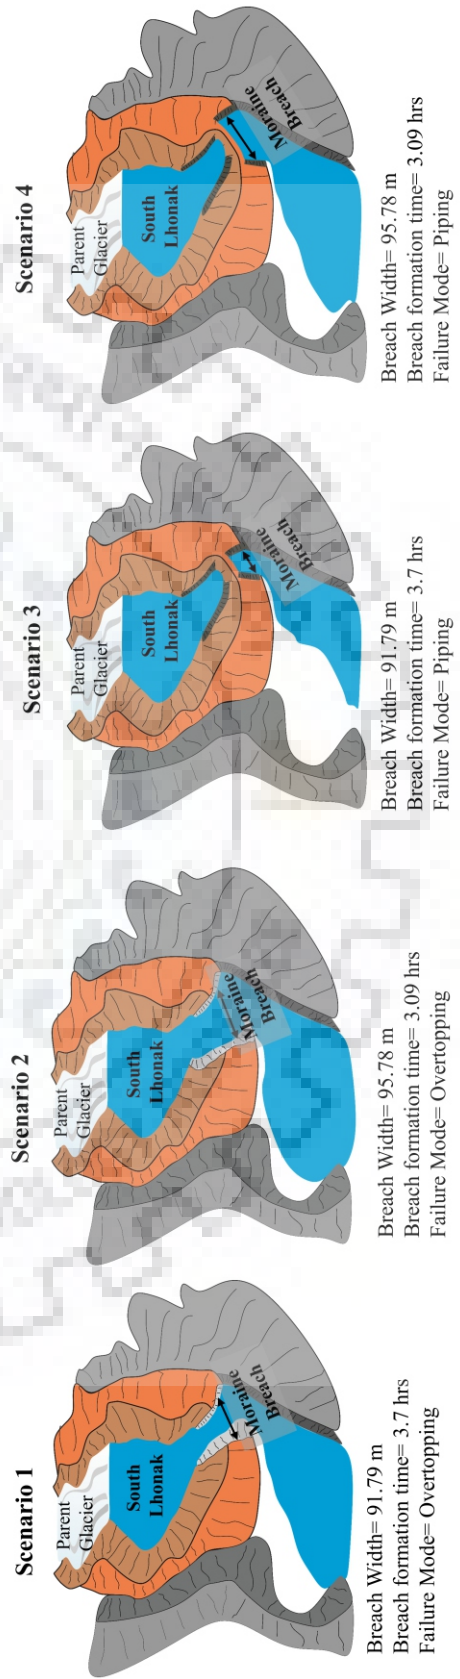 Scenario 1
Parent
Glacier
South
Lhonak
Moraine
Breach
Breach Width= 91.79 m
Breach formation time= 3.7 hrs
Failure Mode= Overtopping
Scenario 2
Parent
Glacier
South
Lhonak
Moraine
Breach
Breach Width= 95.78 m
Breach formation time= 3.09 hrs
Failure Mode= Overtopping
Scenario 3
Parent
Glacier
South
Lhonak
Moraine
Breach
Breach Width= 91.79 m
Breach formation time= 3.7 hrs
Failure Mode= Piping
Scenario 4
Parent
Glacier
South
Lhonak
Moraine
Breach
Breach Width= 95.78 m
Breach formation time= 3.09 hrs
Failure Mode= Piping